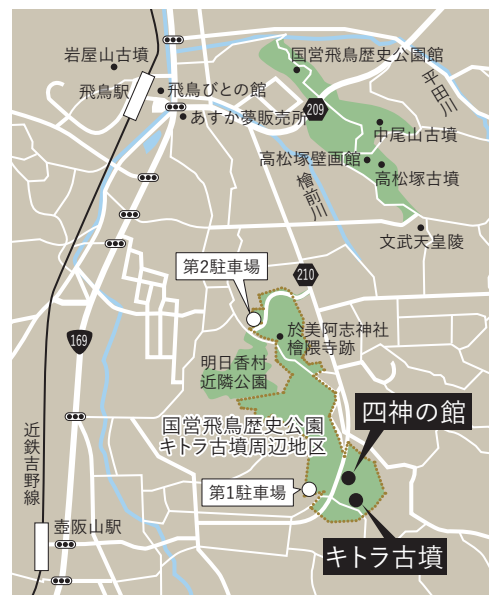 国営飛鳥歴史公園館
岩屋山古墳
飛鳥駅
飛鳥びとの館
あすか夢販売所
209
平田川
中尾山古墳
高松塚壁画館
高松塚古墳
檜前川
文武天皇陵
第2駐車場
210
169
於美阿志神社
檜隈寺跡
明日香村
近隣公園
四神の館
国営飛鳥歴史公園
キトラ古墳周辺地区
近鉄吉野線
第1駐車場
壺阪山駅
キトラ古墳